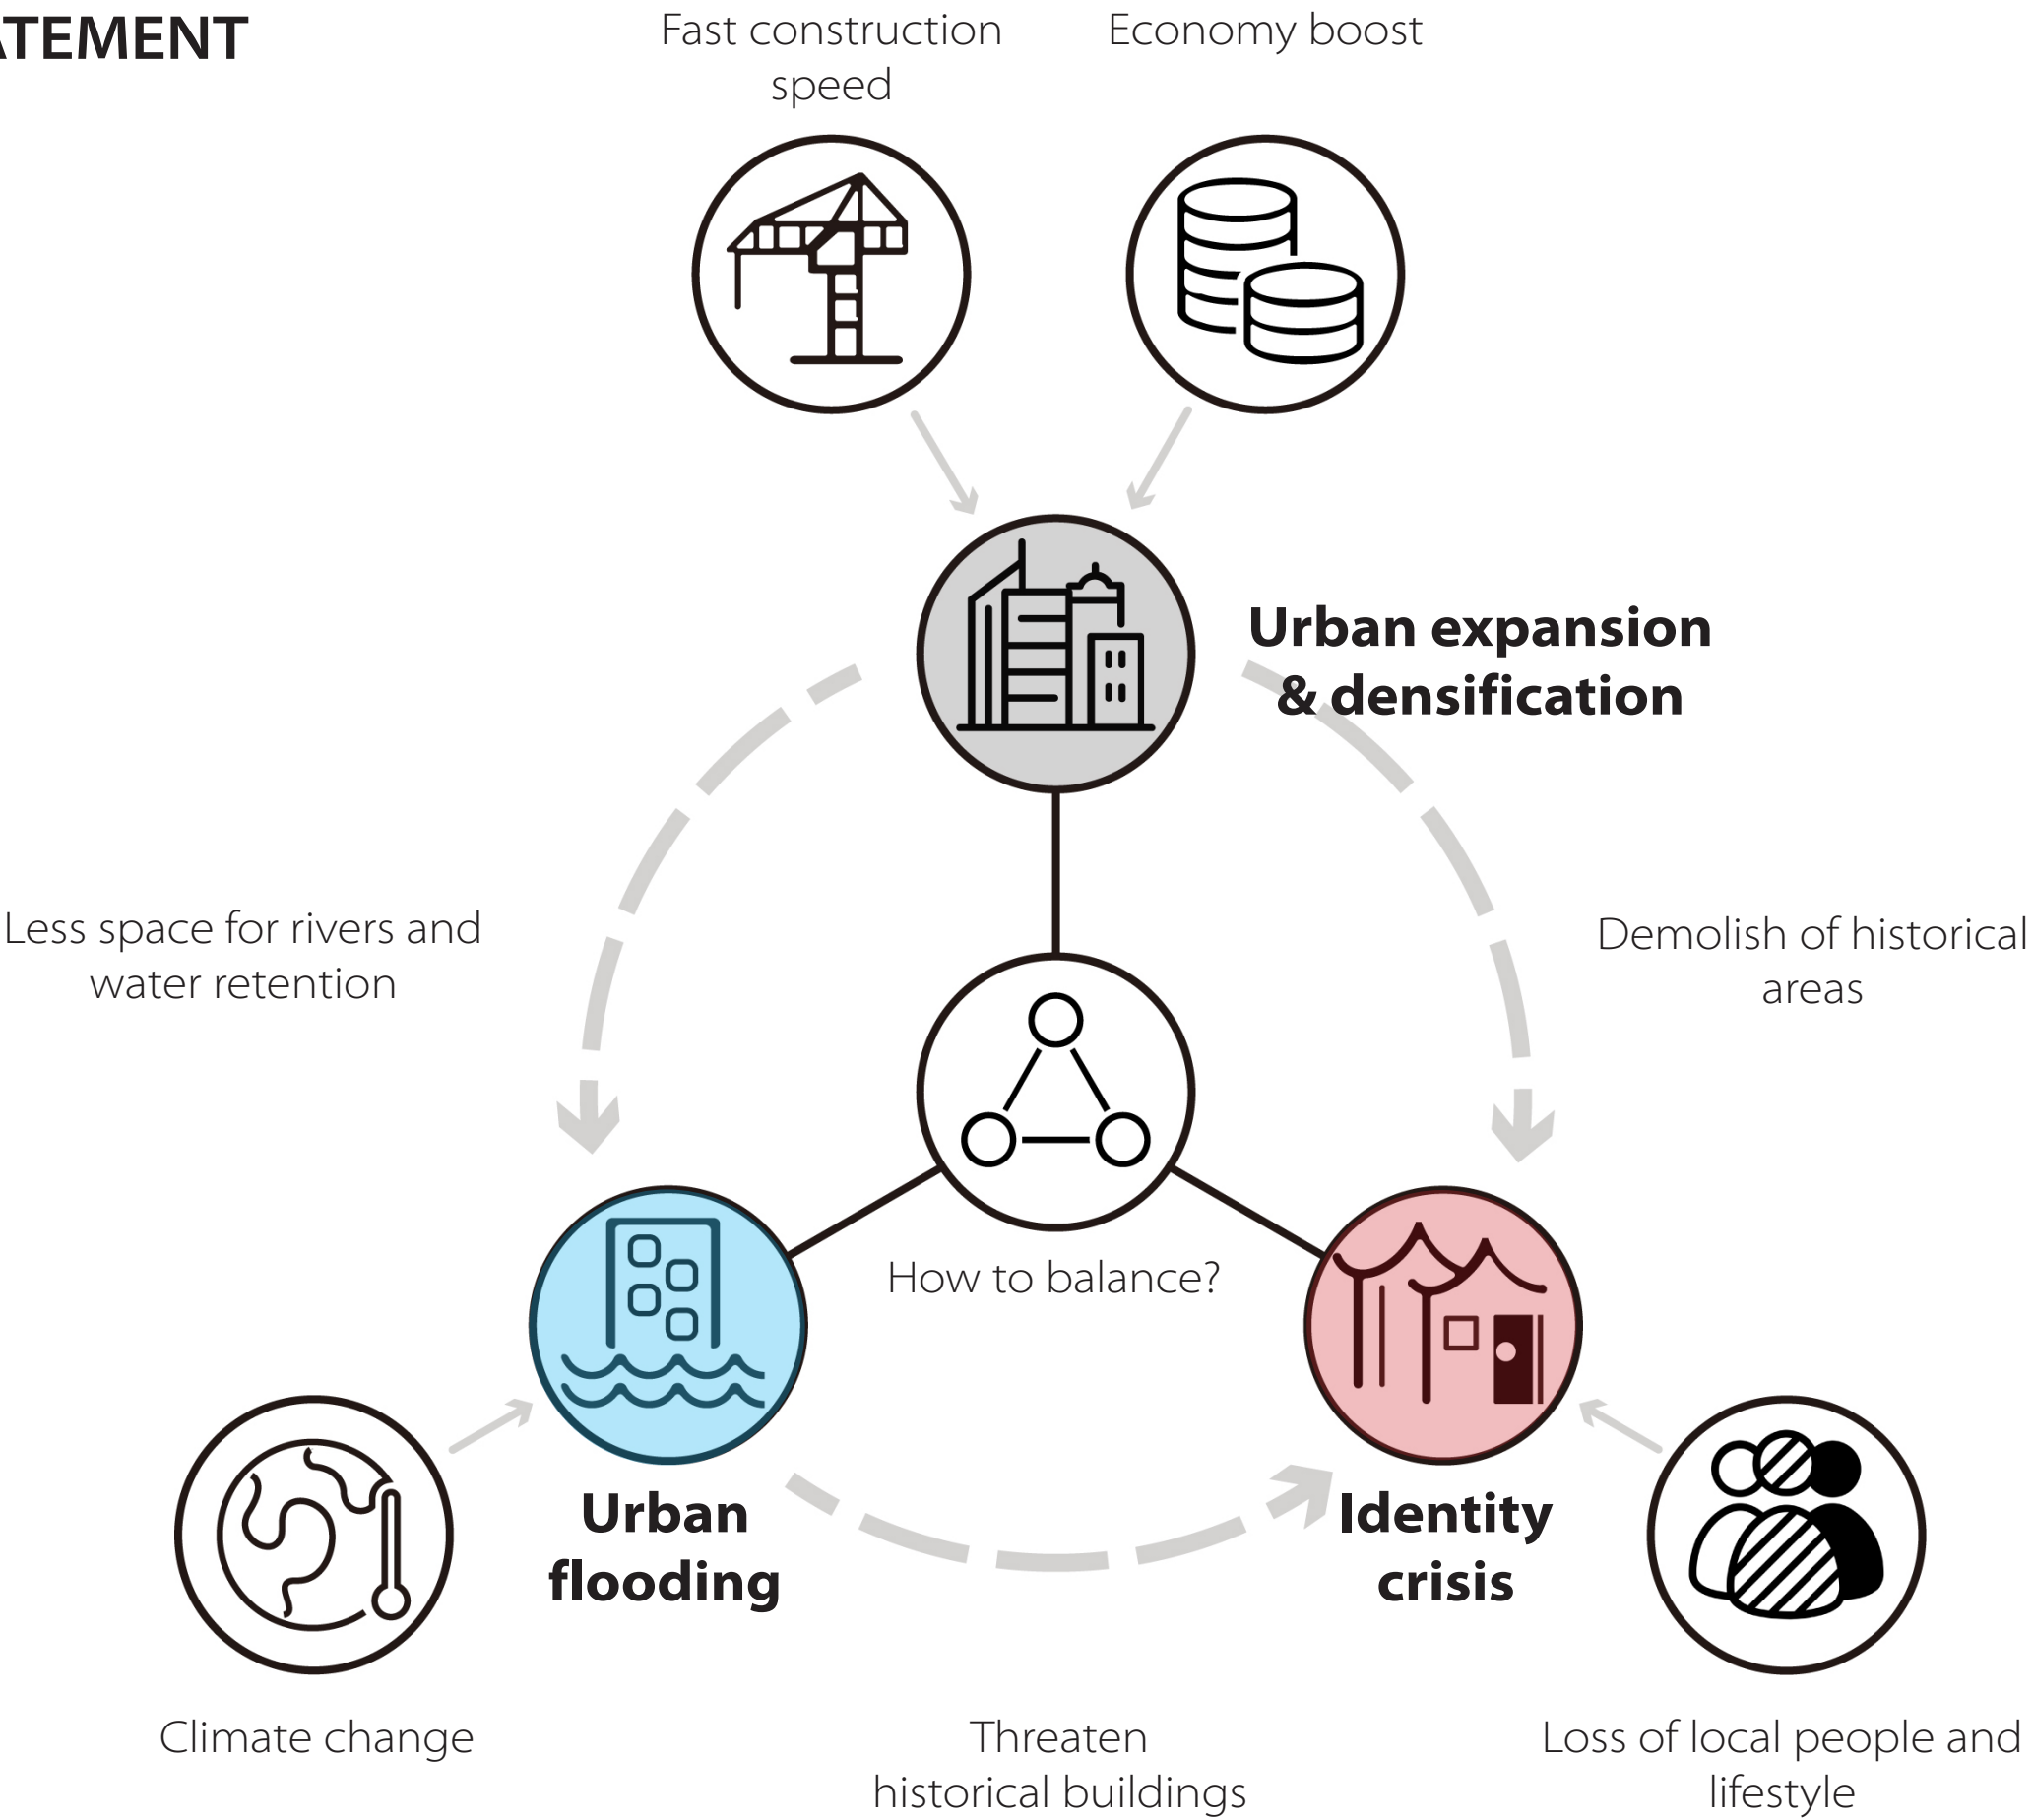 ATEMENT
Fast construction
speed
Economy boost
Urban expansion
& densification
Less space for rivers and
water retention
Demolish of historical
areas
How to balance?
Urban
flooding
Identity
crisis
Climate change
Threaten
historical buildings
Loss of local people and
lifestyle